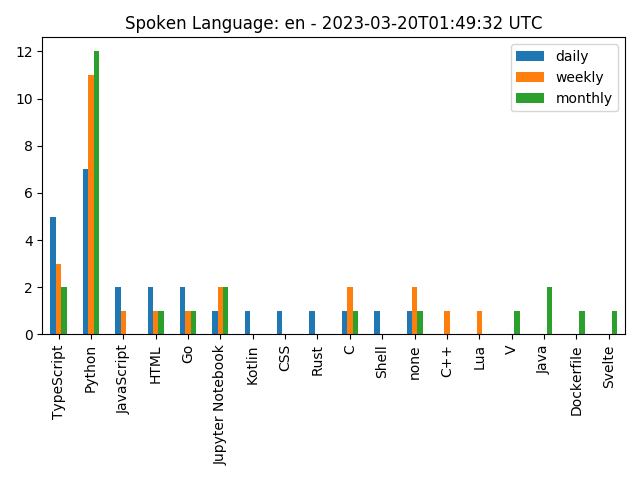 Spoken Language: en - 2023-03-20T01:49:32 UTC
daily
weekly
monthly
12
10
8
6
4
2
0
TypeScript
Python
JavaScript
HTML
Go
Jupyter Notebook
Kotlin
CSS
Rust
C
Shell
none
C++
Lua
V
Java
Dockerfile
Svelte